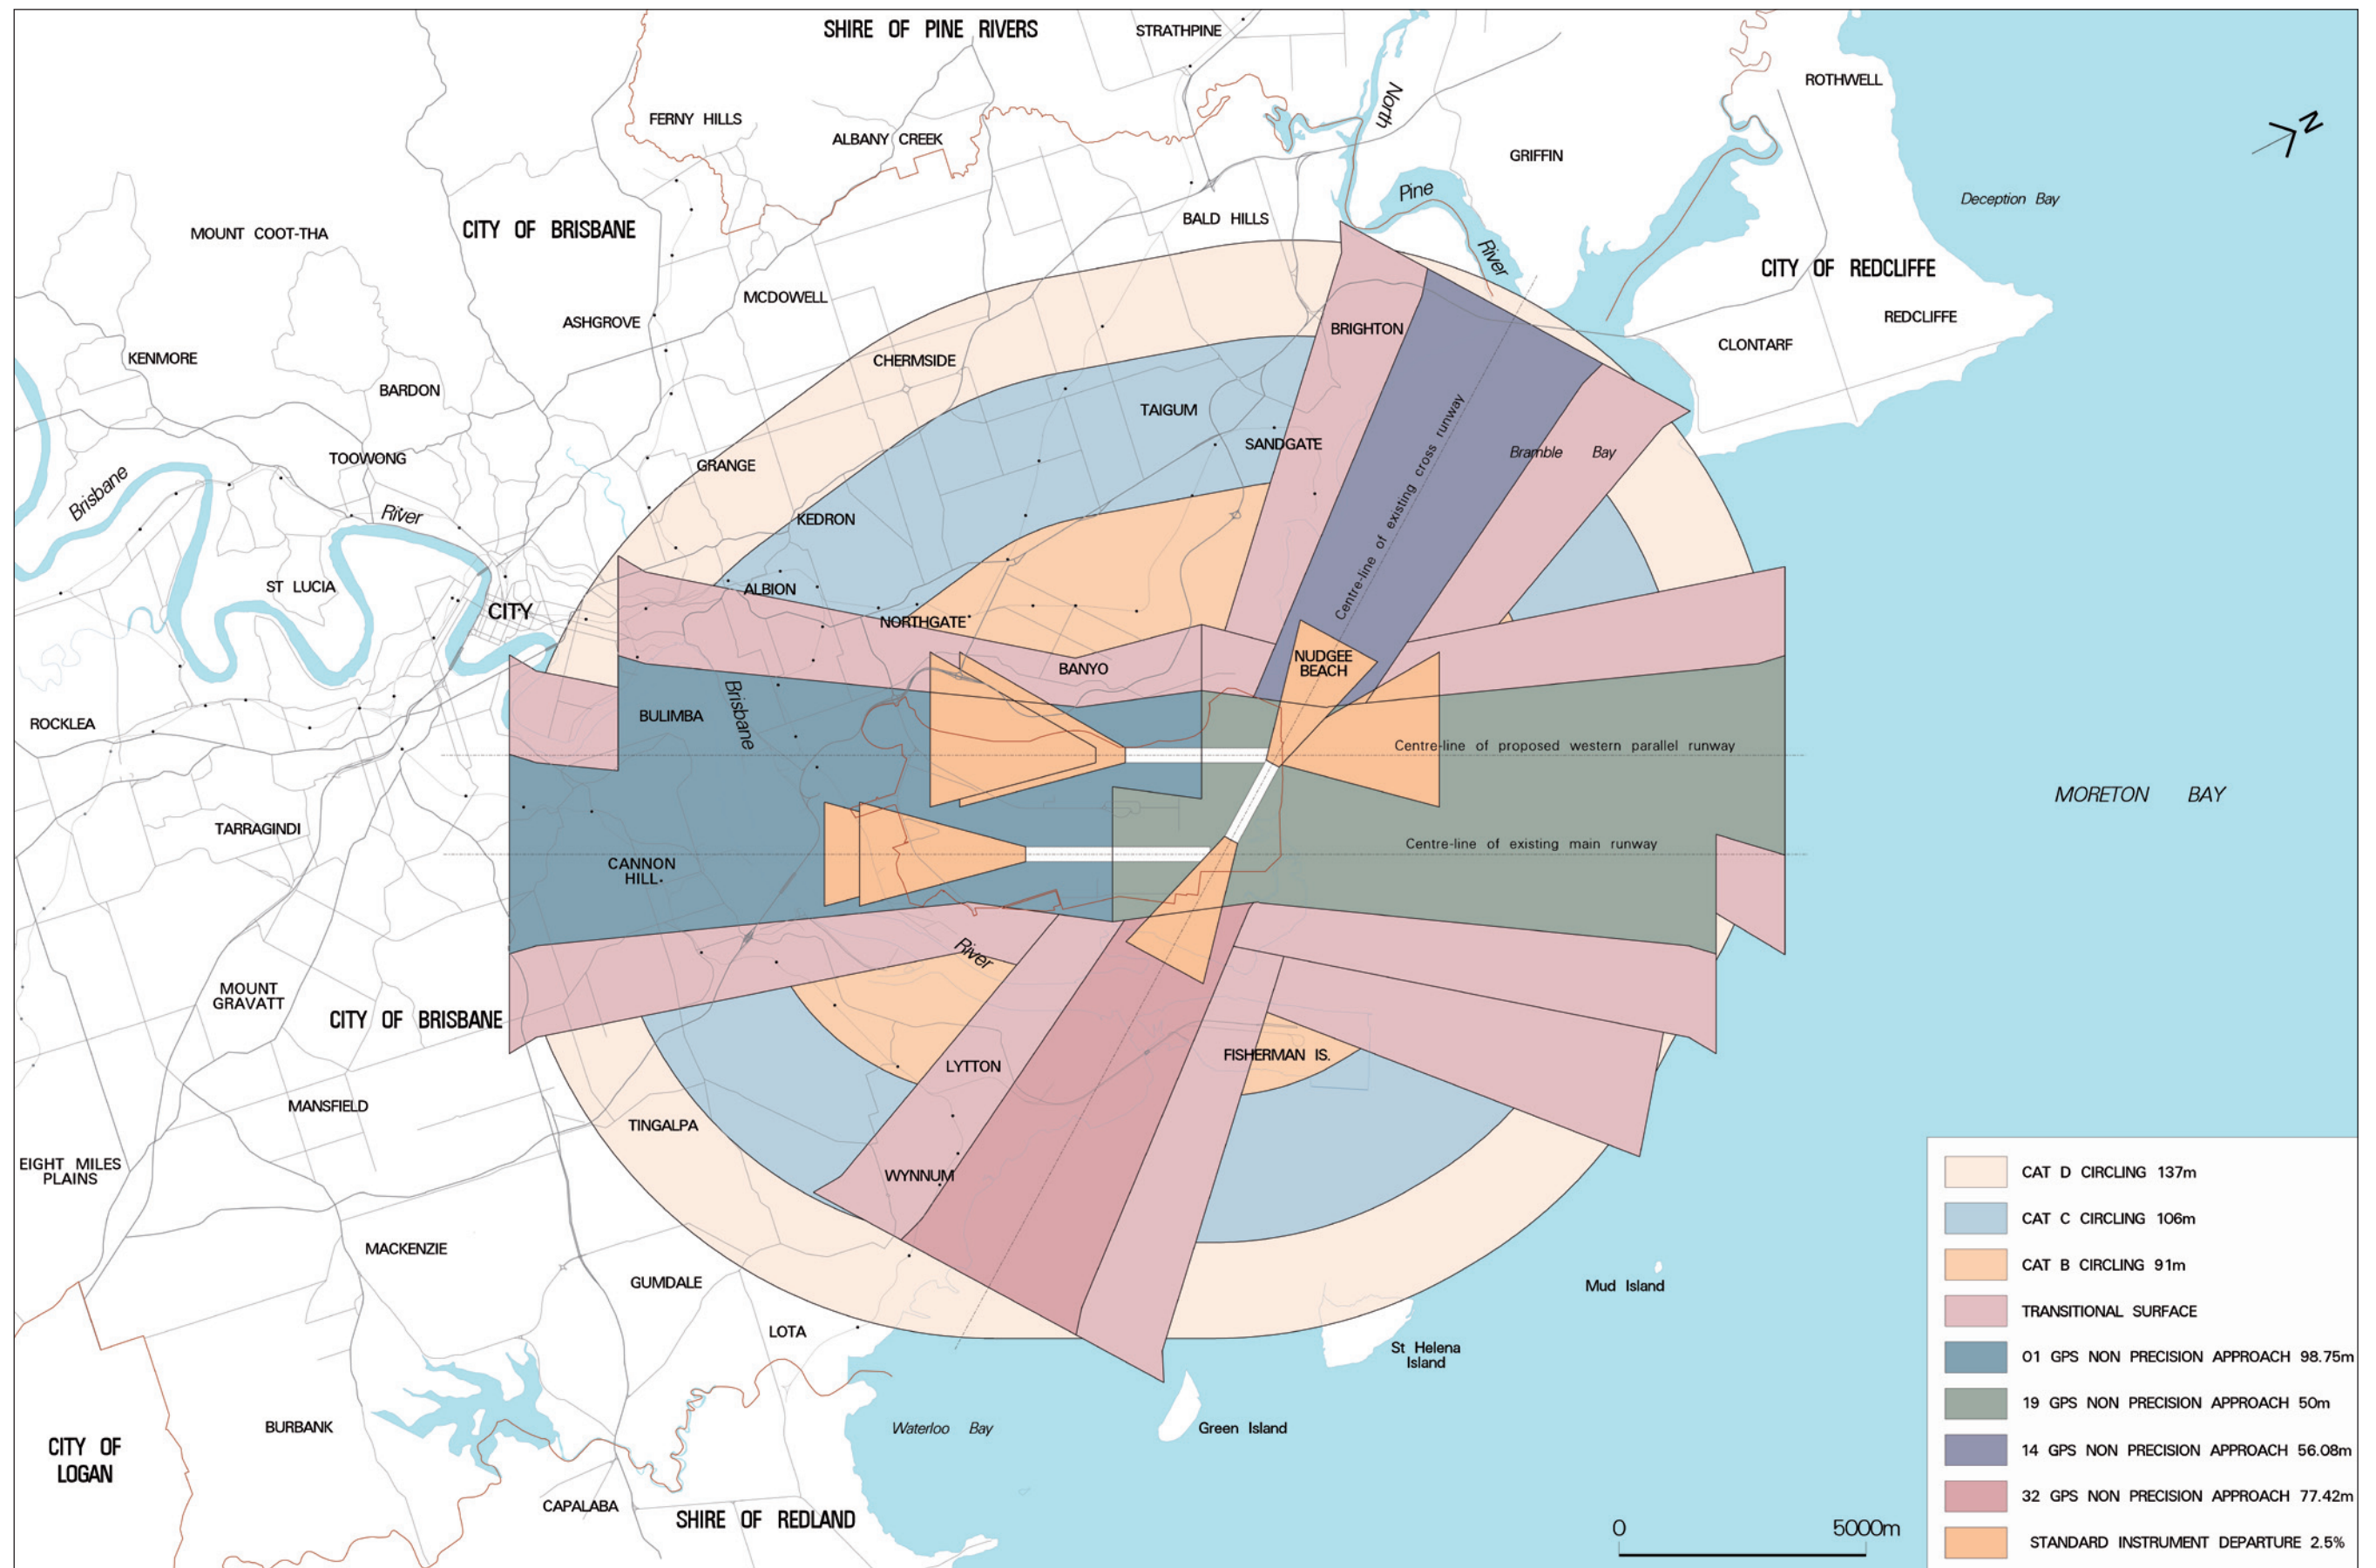 SHIRE OF PINE RIVERS
STRATHPINE
ROTHWELL
North
N
FERNY HILLS
ALBANY CREEK
GRIFFIN
Pine
Deception Bay
BALD HILLS
MOUNT COOT-THA
CITY OF BRISBANE
River
CITY OF REDCLIFFE
MCDOWELL
ASHGROVE
REDCLIFFE
BRIGHTON
CLONTARF
KENMORE
CHERMSIDE
BARDON
TAIGUM
SANDGATE
Bramble Bay
TOOWONG
GRANGE
Brisbane
River
KEDRON
Centre-line of existing cross runway
ST LUCIA
ALBION
CITY
NORTHGATE
NUDGEE
BEACH
BANYO
Brisbane
BULIMBA
ROCKLEA
Centre-line of proposed western parallel runway
MORETON BAY
TARRAGINDI
Centre-line of existing main runway
CANNON
HILL
River
MOUNT
GRAVATT
CITY OF BRISBANE
FISHERMAN IS.
LYTTON
MANSFIELD
TINGALPA
EIGHT MILES
PLAINS
WYNNUM
MACKENZIE
GUMDALE
Mud Island
LOTA
St Helena
Island
BURBANK
Waterloo Bay
Green Island
CITY OF
LOGAN
CAPALABA
SHIRE OF REDLAND
0 5000m
CAT D CIRCLING 137m
CAT C CIRCLING 106m
CAT B CIRCLING 91m
TRANSITIONAL SURFACE
01 GPS NON PRECISION APPROACH 98.75m
19 GPS NON PRECISION APPROACH 50m
14 GPS NON PRECISION APPROACH 56.08m
32 GPS NON PRECISION APPROACH 77.42m
STANDARD INSTRUMENT DEPARTURE 2.5%